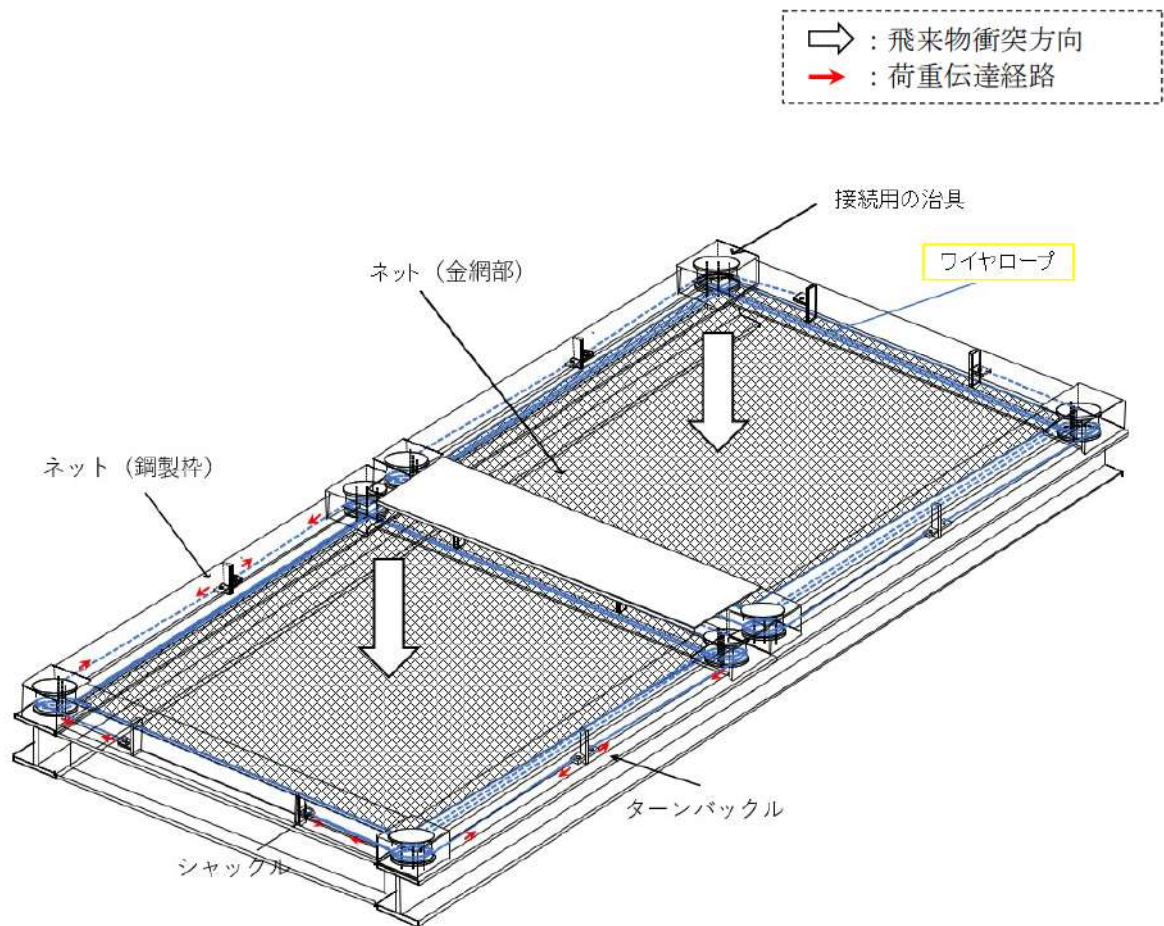 ：飛来物衝突方向
：荷重伝達経路
接続用の治具
ワイヤロープ
ネット（金網部）
ネット（鋼製枠）
ターンバックル
シャックル